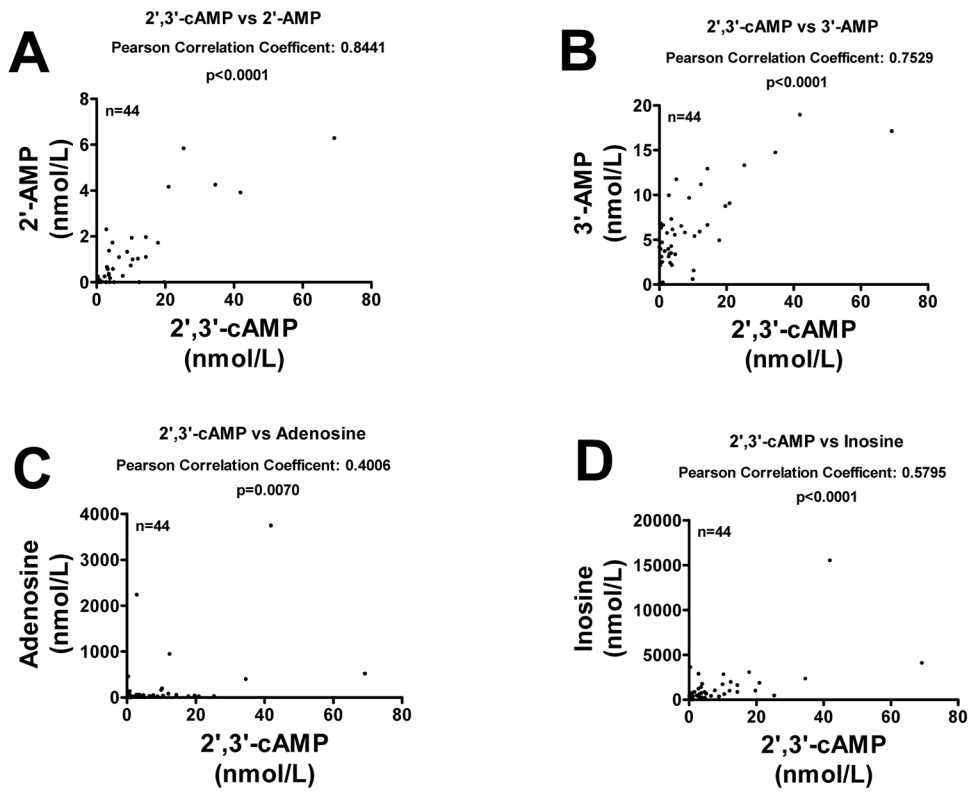 A
2',3'-cAMP vs 2'-AMP
Pearson Correlation Coefficent: 0.8441
p<0.0001
n=44
8
6
4
2
0
2'-AMP
(nmol/L)
0 20 40 60 80
2',3'-cAMP
(nmol/L)
B
2',3'-cAMP vs 3'-AMP
Pearson Correlation Coefficent: 0.7529
p<0.0001
n=44
20
15
10
5
0
3'-AMP
(nmol/L)
0 20 40 60 80
2',3'-cAMP
(nmol/L)
C
2',3'-cAMP vs Adenosine
Pearson Correlation Coefficent: 0.4006
p=0.0070
n=44
4000
3000
2000
1000
0
Adenosine
(nmol/L)
0 20 40 60 80
2',3'-cAMP
(nmol/L)
D
2',3'-cAMP vs Inosine
Pearson Correlation Coefficent: 0.5795
p<0.0001
n=44
20000
15000
10000
5000
0
Inosine
(nmol/L)
0 20 40 60 80
2',3'-cAMP
(nmol/L)